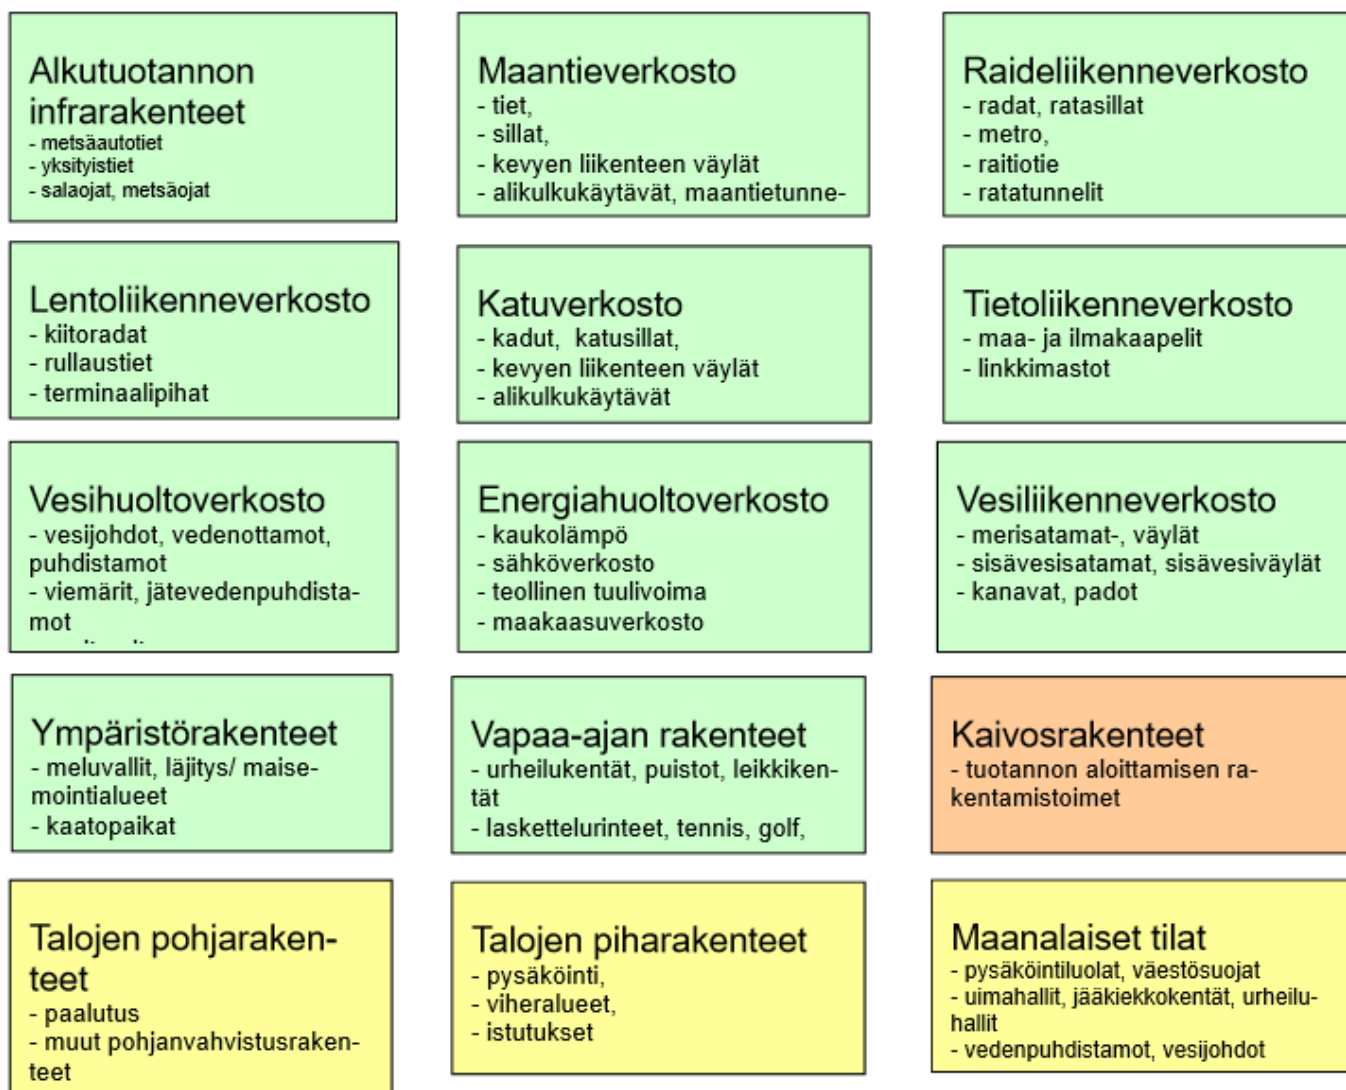 Alkutuotannon
infrarakenteet
- metsäautotiet
- yksityistiet
- salaojat, metsäojat
Maantieverkosto
- tiet,
- sillat,
- kevyen liikenteen väylät
- alikulkukäytävät, maantietunne-
Raideliikenneverkosto
- radat, ratasillat
- metro,
- raitiotie
- ratatunnelit
Lentoliikenneverkosto
- kiitoradat
- rullaustiet
- terminaalipihat
Katuverkosto
- kadut, katusillat,
- kevyen liikenteen väylät
- alikulkukäytävät
Tietoliikenneverkosto
- maa- ja ilmakaapelit
- linkkimastot
Vesihuoltoverkosto
- vesijohdot, vedenottamot,
puhdistamot
- viemärit, jätevedenpuhdista-
mot
Energiahuoltoverkosto
- kaukolämpö
- sähköverkosto
- teollinen tuulivoima
- maakaasuverkosto
Vesiliikenneverkosto
- merisatamat-, väylät
- sisävesisatamat, sisävesiväylät
- kanavat, padot
Ympäristörakenteet
- meluvallit, läjitys/ maise-
mointialueet
- kaatopaikat
Vapaa-ajan rakenteet
- urheilukentät, puistot, leikkiken-
tät
- laskettelurinteet, tennis, golf,
Kaivosrakenteet
- tuotannon aloittamisen ra-
kentamistoimet
Talojen pohjaraken-
teet
- paalutus
- muut pohjanvahvistusraken-
teet
Talojen piharakenteet
- pysäköinti,
- viheralueet,
- istutukset
Maanalaiset tilat
- pysäköintiluolat, väestösuojat
- uimahallit, jääkiekkokentät, urheilu-
hallit
- vedenpuhdistamot, vesijohdot